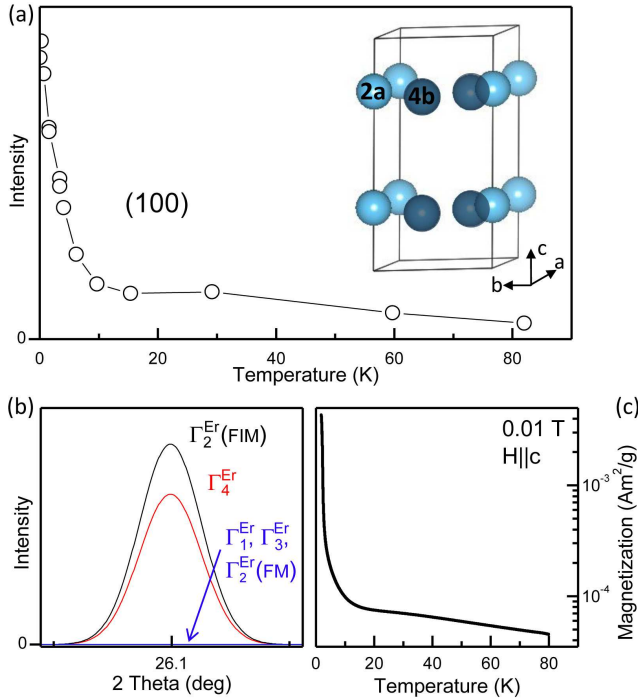 (a)
Intensity
0
(100)
2a
4b
c
a
b
0
20
40
60
80
Temperature (K)
(b)
Intensity
0
Γ₂ᴱʳ(FIM)
Γ₄ᴱʳ
Γ₁ᴱʳ, Γ₃ᴱʳ,
Γ₂ᴱʳ(FM)
26.1
2 Theta (deg)
(c)
0.01 T
H||c
10⁻³
10⁻⁴
Magnetization (Am²/g)
0
20
40
60
80
Temperature (K)